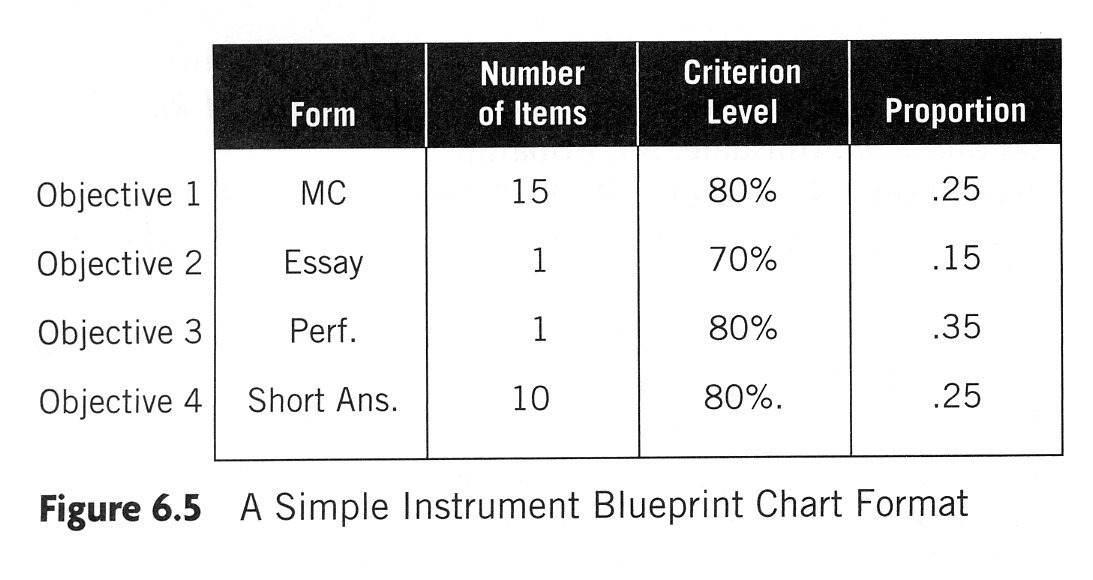 Form Number of Items Criterion Level Proportion
Objective 1 MC 15 80% .25
Objective 2 Essay 1 70% .15
Objective 3 Perf. 1 80% .35
Objective 4 Short Ans. 10 80%. .25
Figure 6.5 A Simple Instrument Blueprint Chart Format